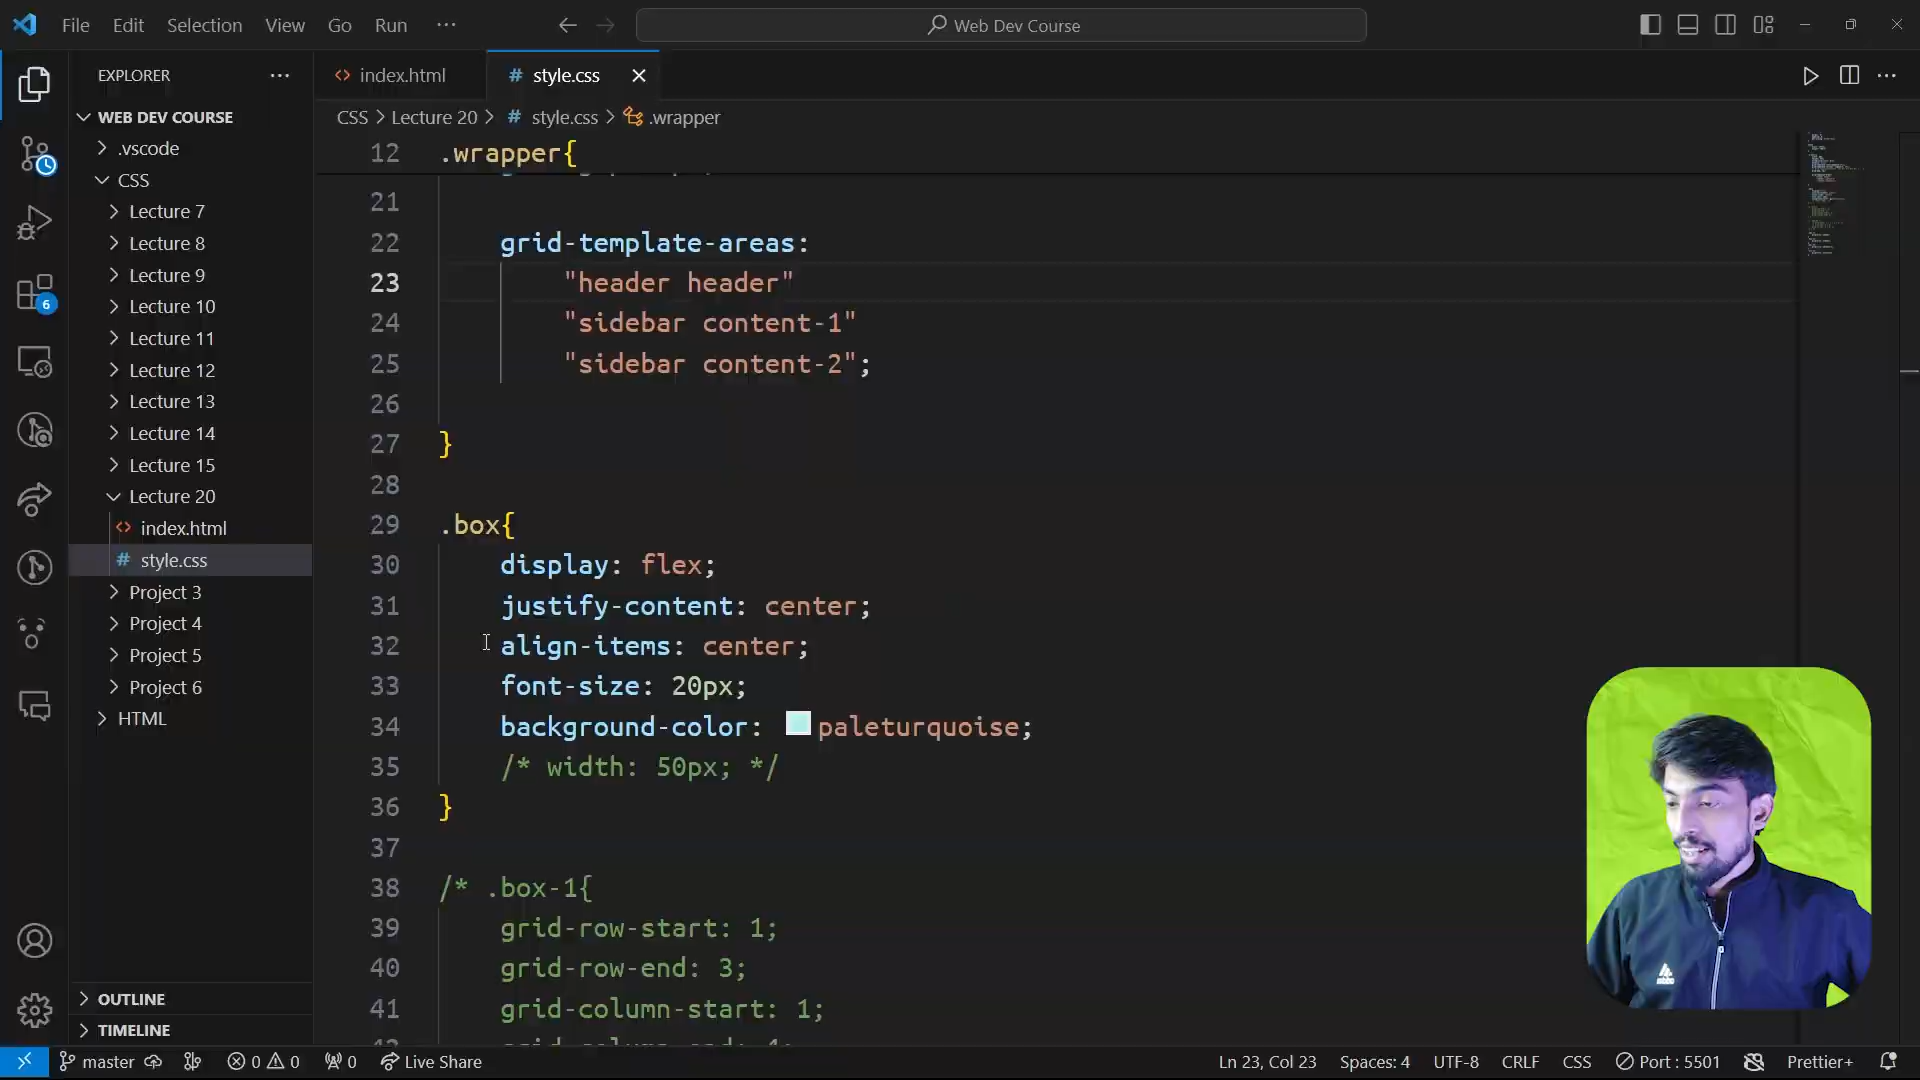 File Edit Selection View Go Run ··· Web Dev Course
EXPLORER ···
WEB DEV COURSE
.vscode
CSS
Lecture 7
Lecture 8
Lecture 9
Lecture 10
Lecture 11
Lecture 12
Lecture 13
Lecture 14
Lecture 15
Lecture 20
<> index.html
# style.css
Project 3
Project 4
Project 5
Project 6
HTML
OUTLINE
TIMELINE
6
<> index.html # style.css
CSS > Lecture 20 > # style.css > .wrapper
12 .wrapper{
21
22 grid-template-areas:
23 "header header"
24 "sidebar content-1"
25 "sidebar content-2";
26
27 }
28
29 .box{
30 display: flex;
31 justify-content: center;
32 align-items: center;
33 font-size: 20px;
34 background-color: paleturquoise;
35 /* width: 50px; */
36 }
37
38 /* .box-1{
39 grid-row-start: 1;
40 grid-row-end: 3;
41 grid-column-start: 1;
master 0 0 0 Live Share Ln 23, Col 23 Spaces: 4 UTF-8 CRLF CSS Port : 5501 Prettier+